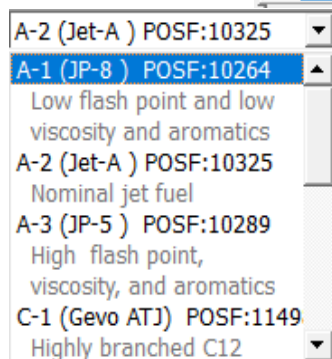 A-2 (Jet-A ) POSF:10325
A-1 (JP-8 ) POSF:10264
Low flash point and low
viscosity and aromatics
A-2 (Jet-A ) POSF:10325
Nominal jet fuel
A-3 (JP-5 ) POSF:10289
High flash point,
viscosity, and aromatics
C-1 (Gevo ATJ) POSF:1149
Highly branched C12